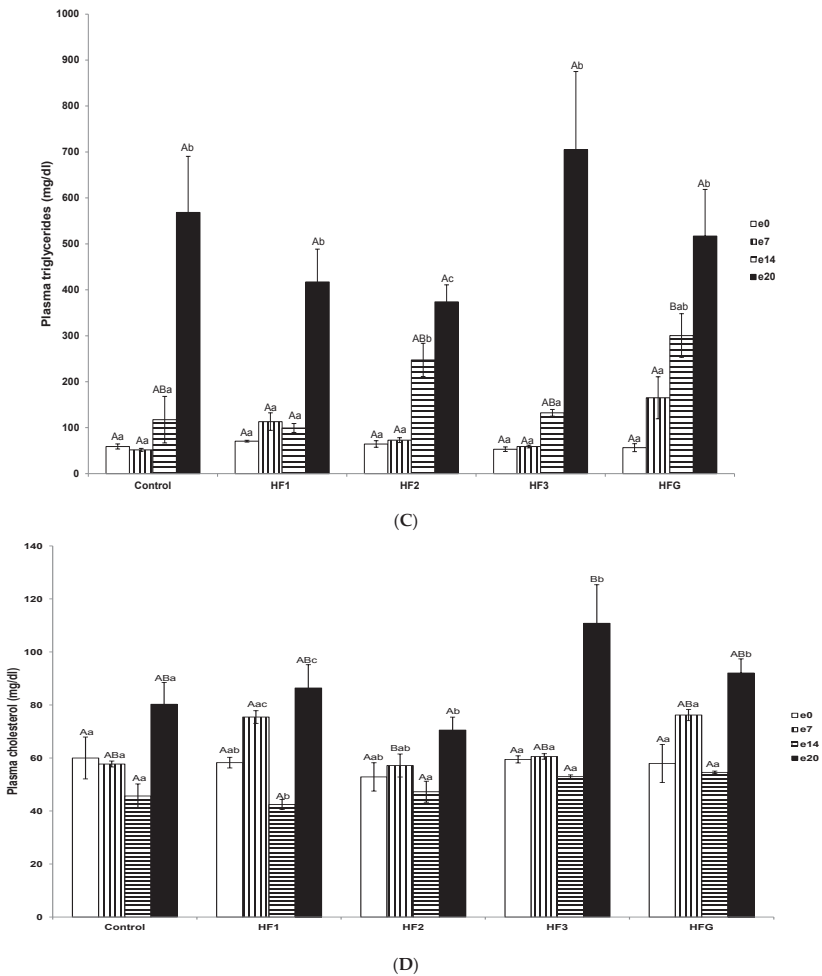 1000
900
800
700
600
500
400
300
200
100
0
Plasma triglycerides (mg/dl)
Aa Aa ABa Ab
Aa Aa Aa Ab
Aa Aa ABb Ac
Aa Aa ABa Ab
Aa Aa Bab Ab
e0
e7
e14
e20
Control HF1 HF2 HF3 HFG
(C)
140
120
100
80
60
40
20
0
Plasma cholesterol (mg/dl)
Aa ABa Aa ABa
Aab Aac Ab ABc
Aab Bab Aa Ab
Aa ABa Aa Bb
Aa ABa Aa ABb
e0
e7
e14
e20
Control HF1 HF2 HF3 HFG
(D)